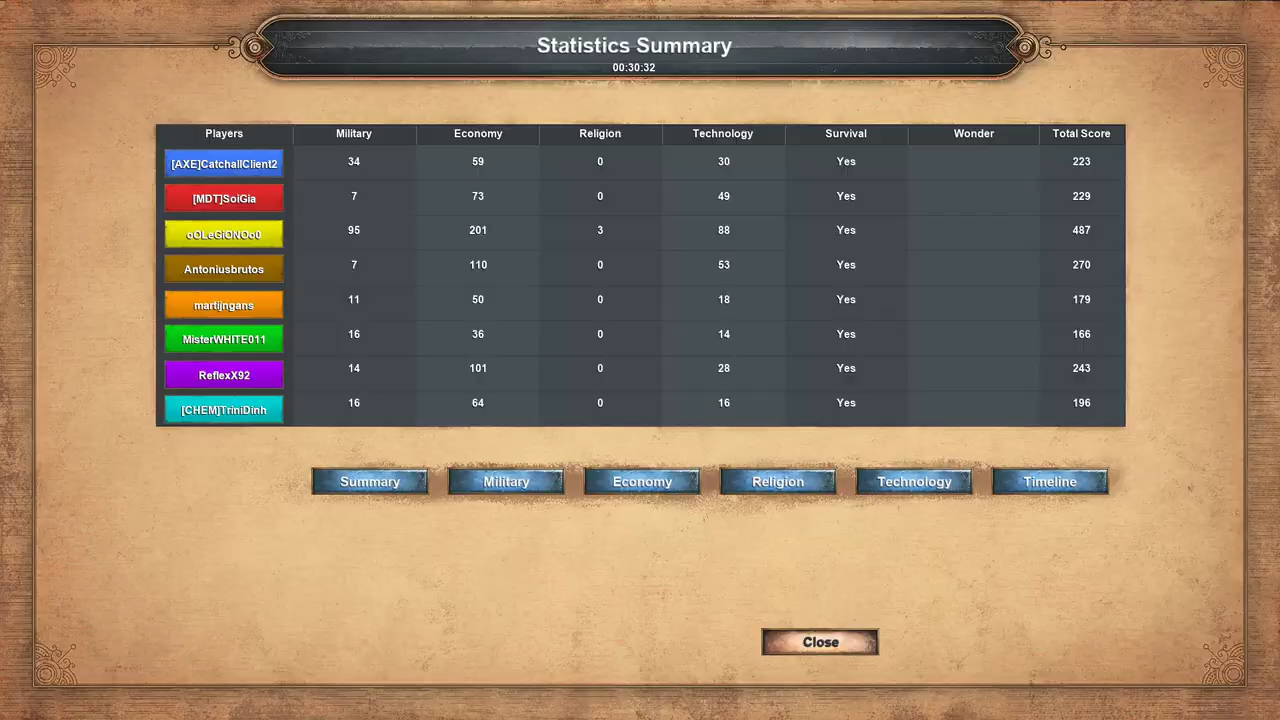 Statistics Summary
00:30:32
Players Military Economy Religion Technology Survival Wonder Total Score
[AXE]CatchallClient2 34 59 0 30 Yes 223
[MDT]SoiGia 7 73 0 49 Yes 229
oOLeGiONOo0 95 201 3 88 Yes 487
Antoniusbrutos 7 110 0 53 Yes 270
martijngans 11 50 0 18 Yes 179
MisterWHITE011 16 36 0 14 Yes 166
ReflexX92 14 101 0 28 Yes 243
[CHEM]TriniDinh 16 64 0 16 Yes 196
Summary Military Economy Religion Technology Timeline
Close